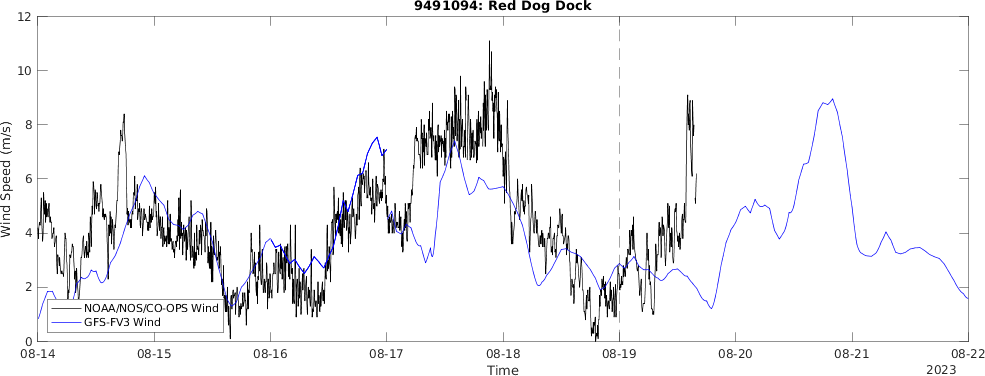 9491094: Red Dog Dock
12
10
8
6
4
2
0
Wind Speed (m/s)
NOAA/NOS/CO-OPS Wind
GFS-FV3 Wind
08-14 08-15 08-16 08-17 08-18 08-19 08-20 08-21 08-22
Time
2023